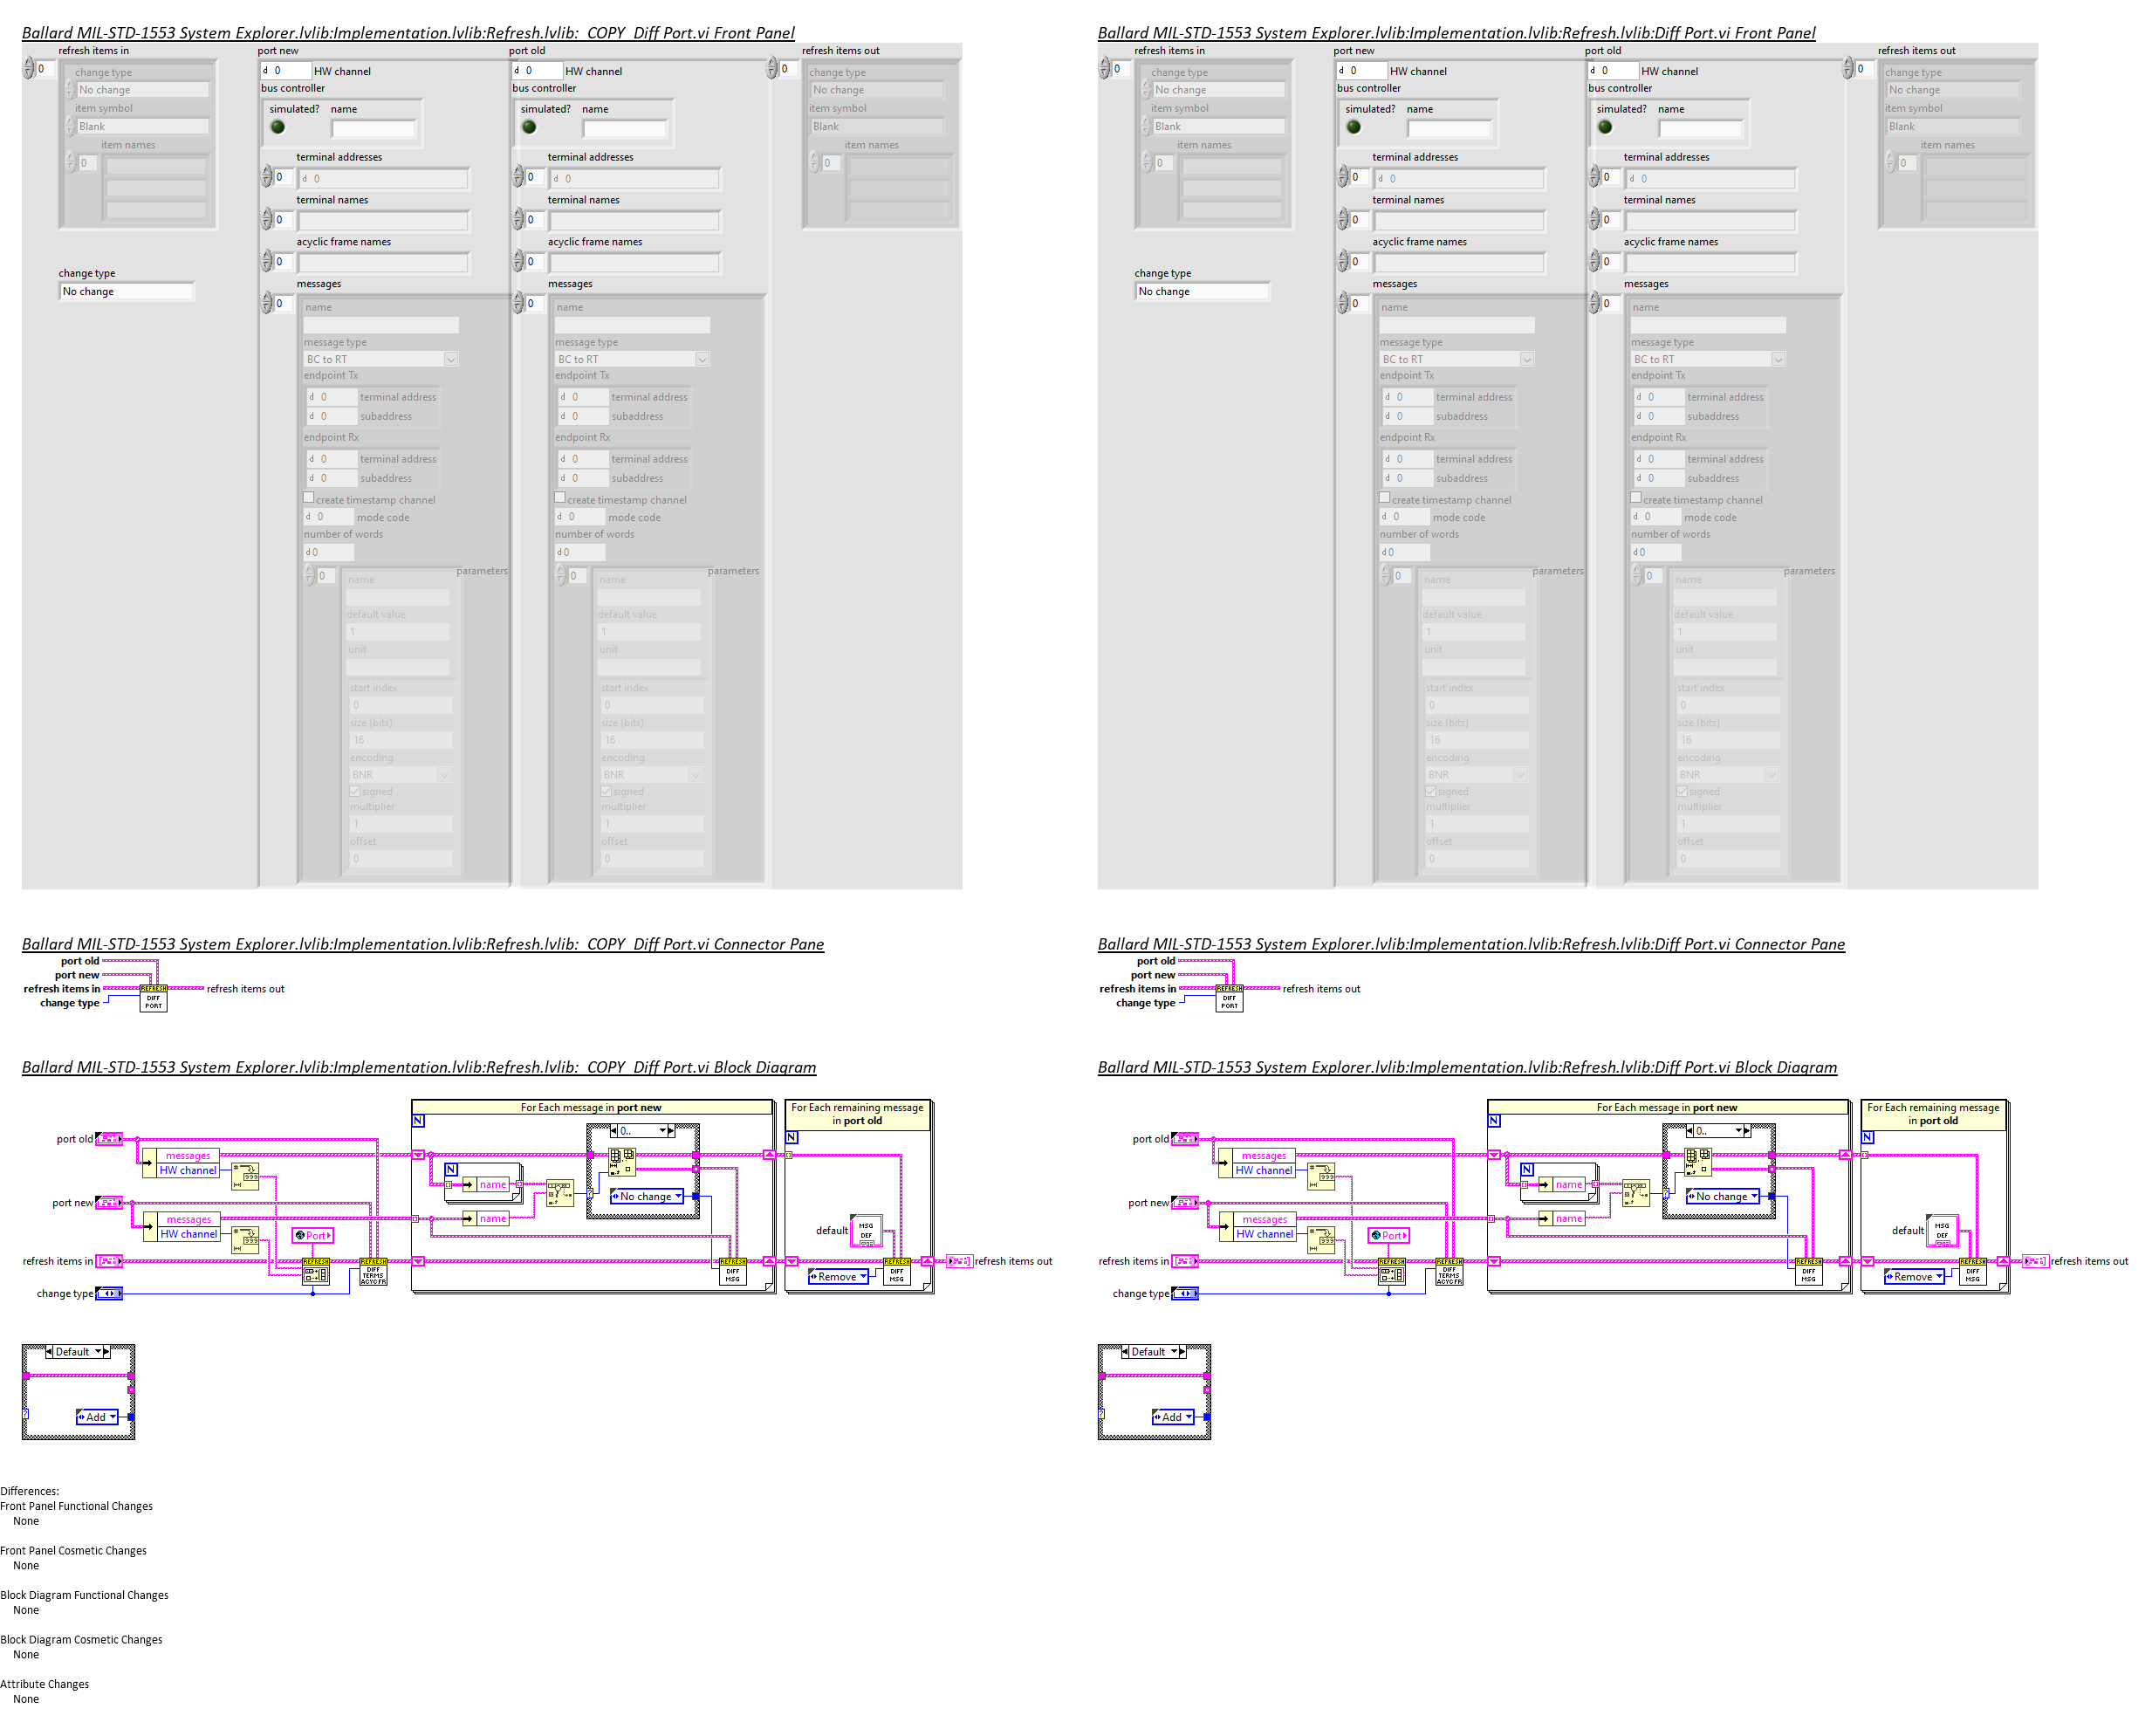 Ballard MIL-STD-1553 System Explorer.lvlib:Implementation.lvlib:Refresh.lvlib:_COPY_Diff Port.vi Front Panel
refresh items in
port new
port old
refresh items out
0
change type
No change
item symbol
Blank
item names
0
change type
No change
d 0 HW channel
bus controller
simulated? name
terminal addresses
0 d 0
terminal names
0
acyclic frame names
0
messages
0
name
message type
BC to RT
endpoint Tx
d 0 terminal address
d 0 subaddress
endpoint Rx
d 0 terminal address
d 0 subaddress
create timestamp channel
d 0 mode code
number of words
d 0
0
parameters
name
default value
1
unit
start index
0
size (bits)
16
encoding
BNR
signed
multiplier
1
offset
0
d 0 HW channel
bus controller
simulated? name
terminal addresses
0 d 0
terminal names
0
acyclic frame names
0
messages
0
name
message type
BC to RT
endpoint Tx
d 0 terminal address
d 0 subaddress
endpoint Rx
d 0 terminal address
d 0 subaddress
create timestamp channel
d 0 mode code
number of words
d 0
0
parameters
name
default value
1
unit
start index
0
size (bits)
16
encoding
BNR
signed
multiplier
1
offset
0
0
change type
No change
item symbol
Blank
item names
0
Ballard MIL-STD-1553 System Explorer.lvlib:Implementation.lvlib:Refresh.lvlib:Diff Port.vi Front Panel
refresh items in
port new
port old
refresh items out
0
change type
No change
item symbol
Blank
item names
0
change type
No change
d 0 HW channel
bus controller
simulated? name
terminal addresses
0 d 0
terminal names
0
acyclic frame names
0
messages
0
name
message type
BC to RT
endpoint Tx
d 0 terminal address
d 0 subaddress
endpoint Rx
d 0 terminal address
d 0 subaddress
create timestamp channel
d 0 mode code
number of words
d 0
0
parameters
name
default value
1
unit
start index
0
size (bits)
16
encoding
BNR
signed
multiplier
1
offset
0
d 0 HW channel
bus controller
simulated? name
terminal addresses
0 d 0
terminal names
0
acyclic frame names
0
messages
0
name
message type
BC to RT
endpoint Tx
d 0 terminal address
d 0 subaddress
endpoint Rx
d 0 terminal address
d 0 subaddress
create timestamp channel
d 0 mode code
number of words
d 0
0
parameters
name
default value
1
unit
start index
0
size (bits)
16
encoding
BNR
signed
multiplier
1
offset
0
0
change type
No change
item symbol
Blank
item names
0
Ballard MIL-STD-1553 System Explorer.lvlib:Implementation.lvlib:Refresh.lvlib:_COPY_Diff Port.vi Connector Pane
port old
port new
refresh items in
change type
REFRESH
DIFF
PORT
refresh items out
Ballard MIL-STD-1553 System Explorer.lvlib:Implementation.lvlib:Refresh.lvlib:Diff Port.vi Connector Pane
port old
port new
refresh items in
change type
REFRESH
DIFF
PORT
refresh items out
Ballard MIL-STD-1553 System Explorer.lvlib:Implementation.lvlib:Refresh.lvlib:_COPY_Diff Port.vi Block Diagram
For Each message in port new
For Each remaining message
in port old
N
N
0..
port old
messages
HW channel
N
name
No change
port new
messages
HW channel
name
Port
default
MSG
DEF
refresh items in
REFRESH
REFRESH
DIFF
TERMS
ACYCFR
REFRESH
DIFF
MSG
Remove
REFRESH
DIFF
MSG
refresh items out
change type
Default
Add
Ballard MIL-STD-1553 System Explorer.lvlib:Implementation.lvlib:Refresh.lvlib:Diff Port.vi Block Diagram
For Each message in port new
For Each remaining message
in port old
N
N
0..
port old
messages
HW channel
N
name
No change
port new
messages
HW channel
name
Port
default
MSG
DEF
refresh items in
REFRESH
REFRESH
DIFF
TERMS
ACYCFR
REFRESH
DIFF
MSG
Remove
REFRESH
DIFF
MSG
refresh items out
change type
Default
Add
Differences:
Front Panel Functional Changes
None
Front Panel Cosmetic Changes
None
Block Diagram Functional Changes
None
Block Diagram Cosmetic Changes
None
Attribute Changes
None